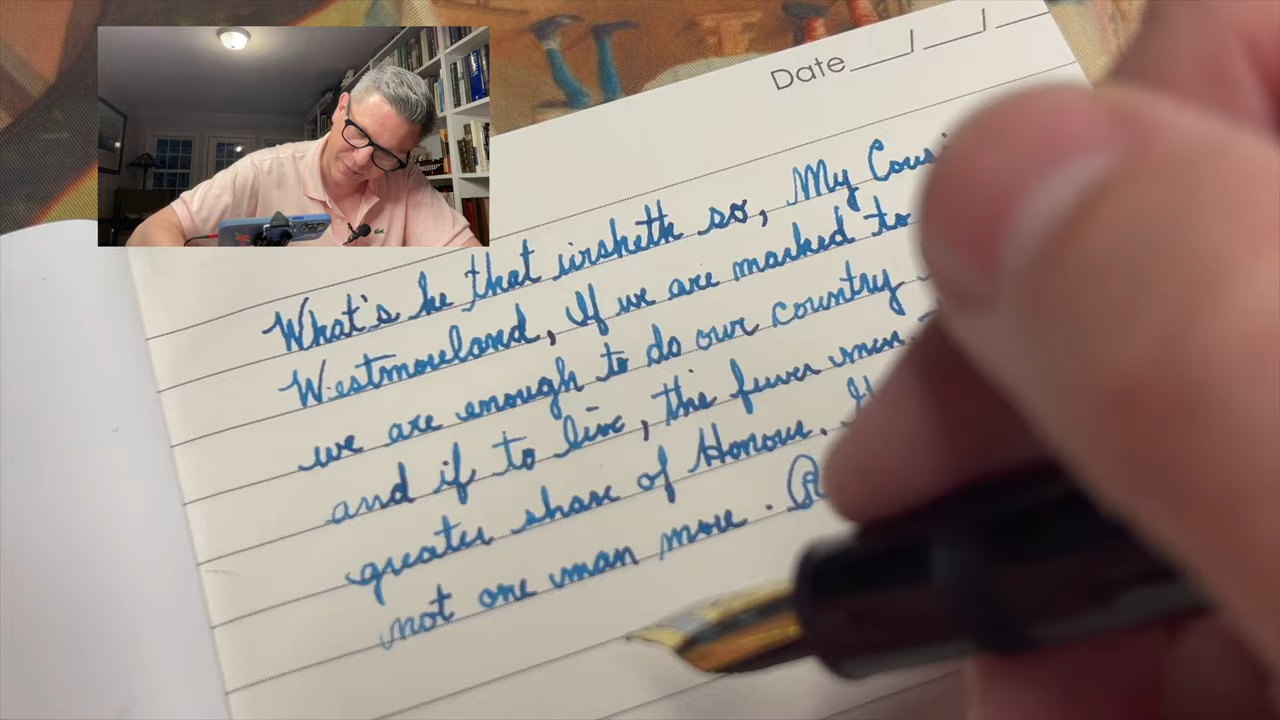 Date
What's he that wisheth so, My Cousi
Westmoreland, If we are marked to
we are enough to do our country
and if to live, the fewer men
greater share of Honour.
not one man more. R